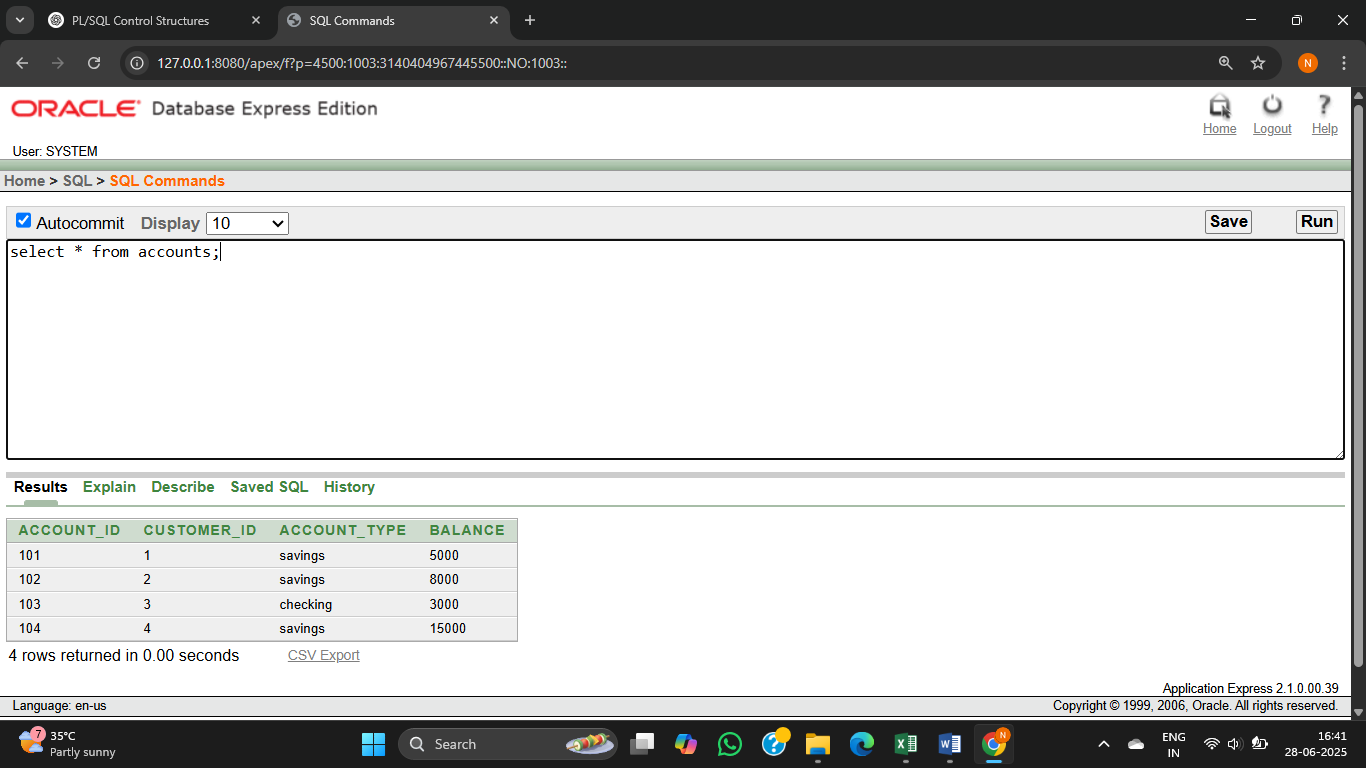 PL/SQL Control Structures
SQL Commands
127.0.0.1:8080/apex/f?p=4500:1003:3140404967445500::NO:1003::
N
ORACLE Database Express Edition
Home Logout Help
User: SYSTEM
Home > SQL > SQL Commands
Autocommit Display 10 Save Run
select * from accounts;
Results Explain Describe Saved SQL History
ACCOUNT_ID CUSTOMER_ID ACCOUNT_TYPE BALANCE
101 1 savings 5000
102 2 savings 8000
103 3 checking 3000
104 4 savings 15000
4 rows returned in 0.00 seconds CSV Export
Application Express 2.1.0.00.39
Language: en-us Copyright © 1999, 2006, Oracle. All rights reserved.
7 35°C
Partly sunny
Search
N
ENG
IN
16:41
28-06-2025